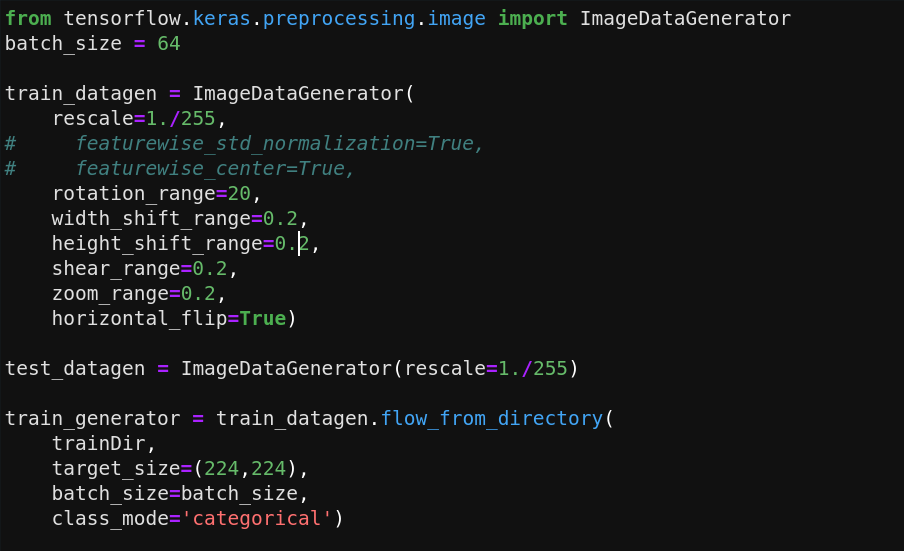 from tensorflow.keras.preprocessing.image import ImageDataGenerator
batch_size = 64

train_datagen = ImageDataGenerator(
    rescale=1./255,
#     featurewise_std_normalization=True,
#     featurewise_center=True,
    rotation_range=20,
    width_shift_range=0.2,
    height_shift_range=0.2,
    shear_range=0.2,
    zoom_range=0.2,
    horizontal_flip=True)

test_datagen = ImageDataGenerator(rescale=1./255)

train_generator = train_datagen.flow_from_directory(
    trainDir,
    target_size=(224,224),
    batch_size=batch_size,
    class_mode='categorical')